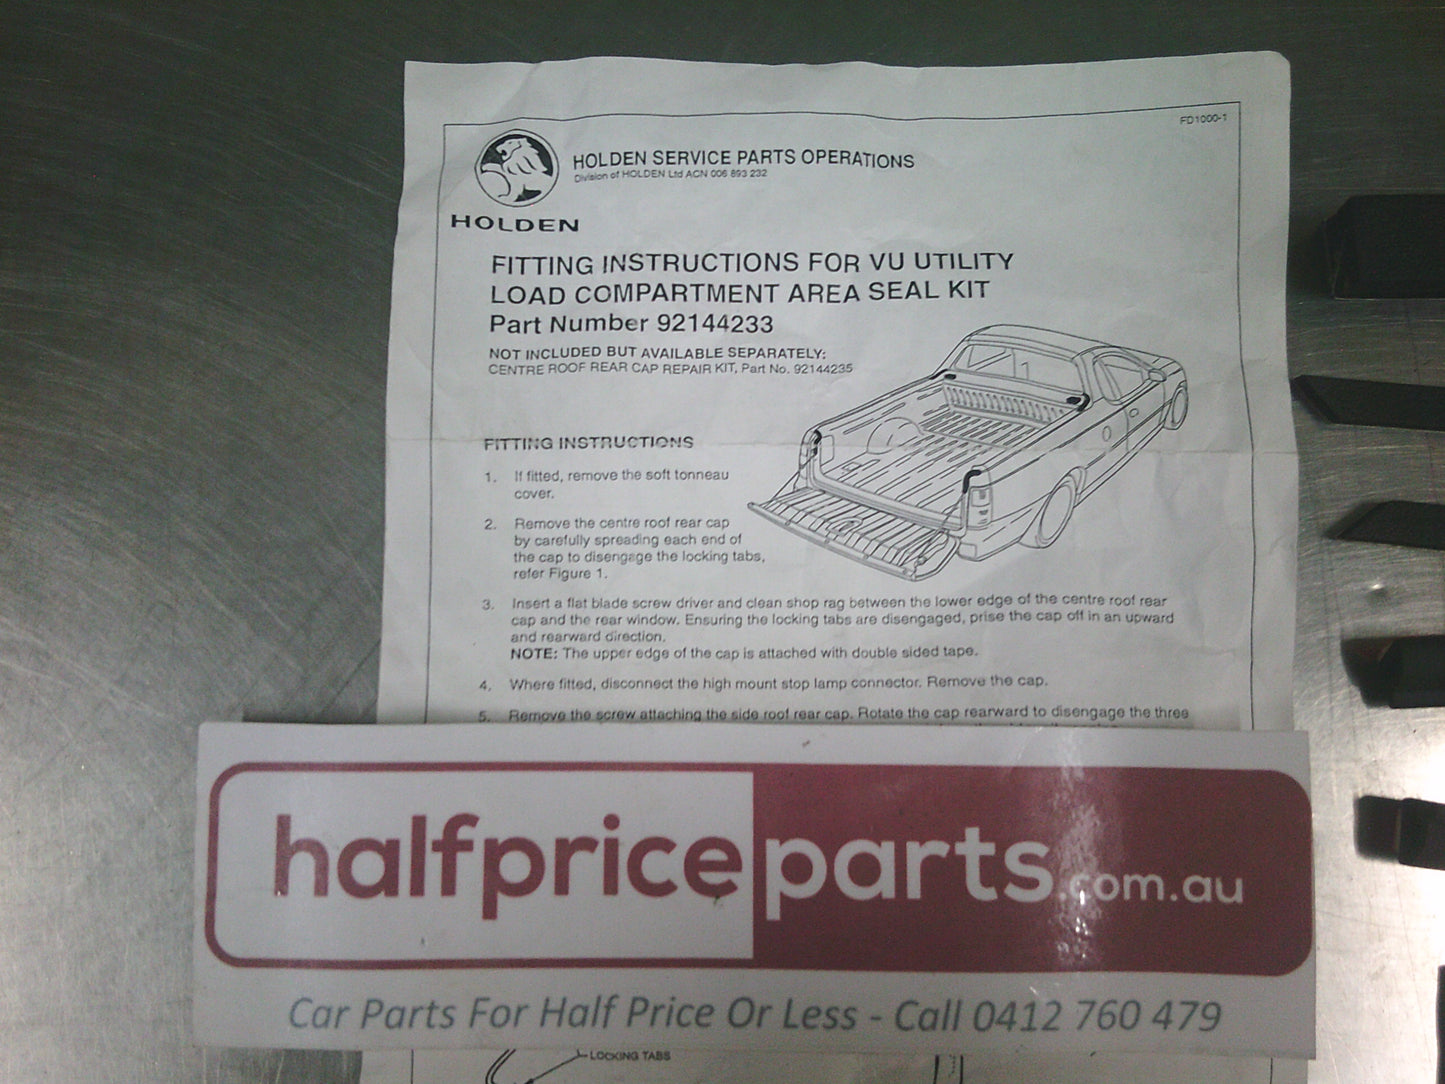 FD1000-1
HOLDEN SERVICE PARTS OPERATIONS
Division of HOLDEN Ltd ACN 006 893 232
HOLDEN
FITTING INSTRUCTIONS FOR VU UTILITY
LOAD COMPARTMENT AREA SEAL KIT
Part Number 92144233
NOT INCLUDED BUT AVAILABLE SEPARATELY:
CENTRE ROOF REAR CAP REPAIR KIT, Part No. 92144235
FITTING INSTRUCTIONS
1. If fitted, remove the soft tonneau
cover.
2. Remove the centre roof rear cap
by carefully spreading each end of
the cap to disengage the locking tabs,
refer Figure 1.
3. Insert a flat blade screw driver and clean shop rag between the lower edge of the centre roof rear
cap and the rear window. Ensuring the locking tabs are disengaged, prise the cap off in an upward
and rearward direction.
NOTE: The upper edge of the cap is attached with double sided tape.
4. Where fitted, disconnect the high mount stop lamp connector. Remove the cap.
5. Remove the screw attaching the side roof rear cap. Rotate the cap rearward to disengage the three
halfpriceparts.com.au
Car Parts For Half Price Or Less - Call 0412 760 479
LOCKING TABS